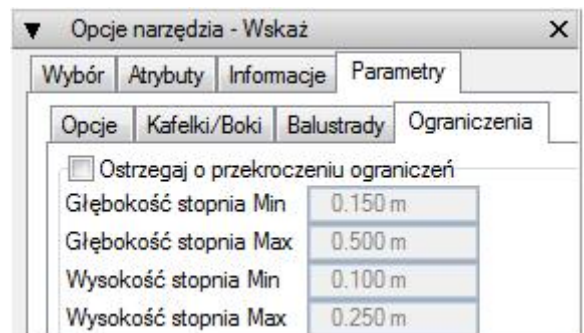 Opcje narzędzia - Wskaż
Wybór Atrybuty Informacje Parametry
Opcje Kafelki/Boki Balustrady Ograniczenia
Ostrzegaj o przekroczeniu ograniczeń
Głębokość stopnia Min 0.150 m
Głębokość stopnia Max 0.500 m
Wysokość stopnia Min 0.100 m
Wysokość stopnia Max 0.250 m